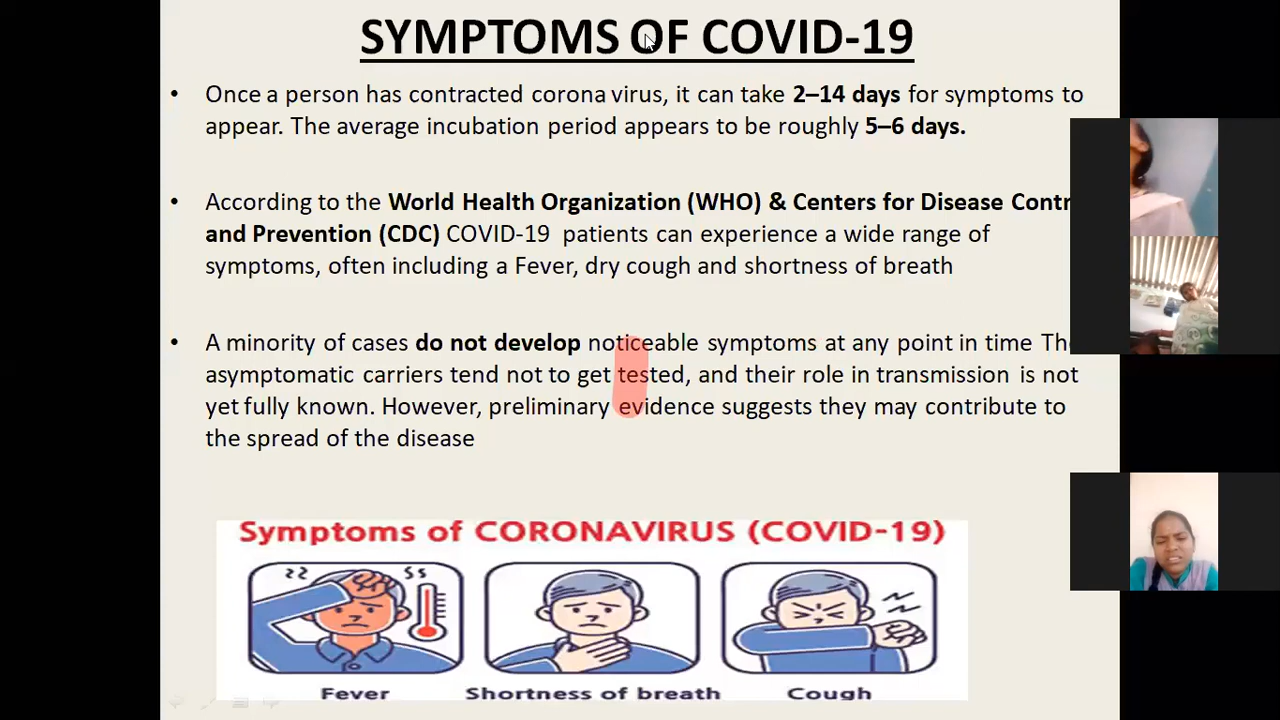 SYMPTOMS OF COVID-19
• Once a person has contracted corona virus, it can take 2–14 days for symptoms to
appear. The average incubation period appears to be roughly 5–6 days.
• According to the World Health Organization (WHO) & Centers for Disease Contr
and Prevention (CDC) COVID-19 patients can experience a wide range of
symptoms, often including a Fever, dry cough and shortness of breath
• A minority of cases do not develop noticeable symptoms at any point in time Th
asymptomatic carriers tend not to get tested, and their role in transmission is not
yet fully known. However, preliminary evidence suggests they may contribute to
the spread of the disease
Symptoms of CORONAVIRUS (COVID-19)
Fever Shortness of breath Cough